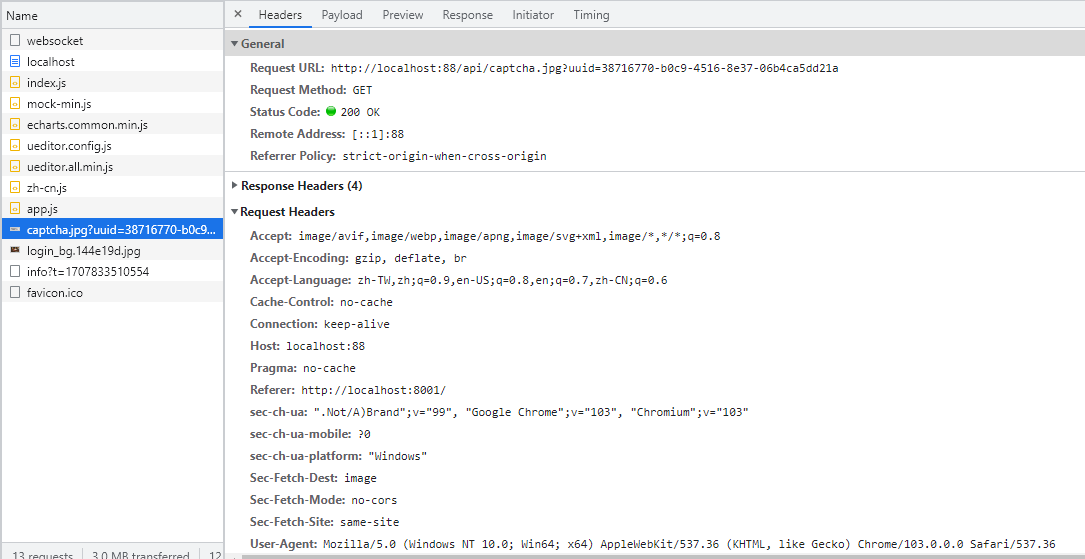 Name
websocket
localhost
index.js
mock-min.js
echarts.common.min.js
ueditor.config.js
ueditor.all.min.js
zh-cn.js
app.js
captcha.jpg?uuid=38716770-b0c9...
login_bg.144e19d.jpg
info?t=1707833510554
favicon.ico
13 requests 3.0 MB transferred 12
× Headers Payload Preview Response Initiator Timing
General
Request URL: http://localhost:88/api/captcha.jpg?uuid=38716770-b0c9-4516-8e37-06b4ca5dd21a
Request Method: GET
Status Code: 200 OK
Remote Address: [::1]:88
Referrer Policy: strict-origin-when-cross-origin
Response Headers (4)
Request Headers
Accept: image/avif,image/webp,image/apng,image/svg+xml,image/*,*/*;q=0.8
Accept-Encoding: gzip, deflate, br
Accept-Language: zh-TW,zh;q=0.9,en-US;q=0.8,en;q=0.7,zh-CN;q=0.6
Cache-Control: no-cache
Connection: keep-alive
Host: localhost:88
Pragma: no-cache
Referer: http://localhost:8001/
sec-ch-ua: ".Not/A)Brand";v="99", "Google Chrome";v="103", "Chromium";v="103"
sec-ch-ua-mobile: ?0
sec-ch-ua-platform: "Windows"
Sec-Fetch-Dest: image
Sec-Fetch-Mode: no-cors
Sec-Fetch-Site: same-site
User-Agent: Mozilla/5.0 (Windows NT 10.0; Win64; x64) AppleWebKit/537.36 (KHTML, like Gecko) Chrome/103.0.0.0 Safari/537.36